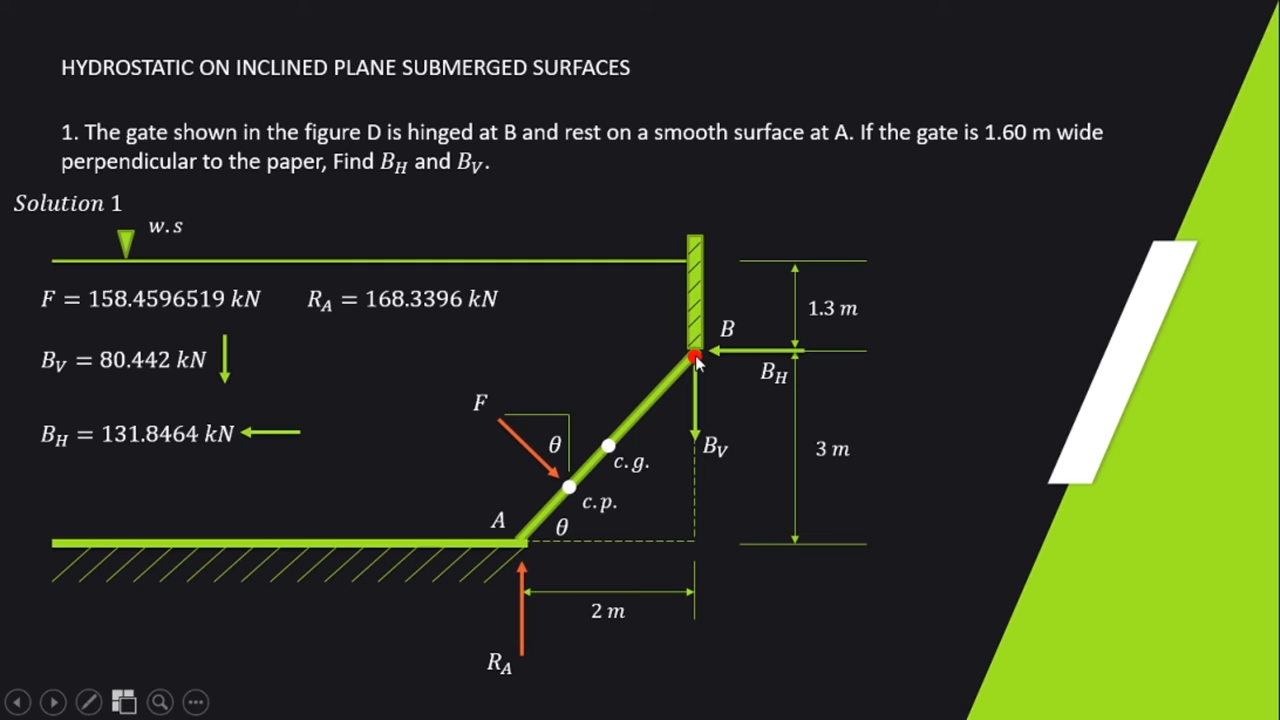 HYDROSTATIC ON INCLINED PLANE SUBMERGED SURFACES
1. The gate shown in the figure D is hinged at B and rest on a smooth surface at A. If the gate is 1.60 m wide
perpendicular to the paper, Find B_H and B_V.
Solution 1
w.s
F = 158.4596519 kN
R_A = 168.3396 kN
1.3 m
B
B_V = 80.442 kN
B_H
F
B_H = 131.8464 kN
θ
B_V
3 m
c.g.
c.p.
A
θ
2 m
R_A